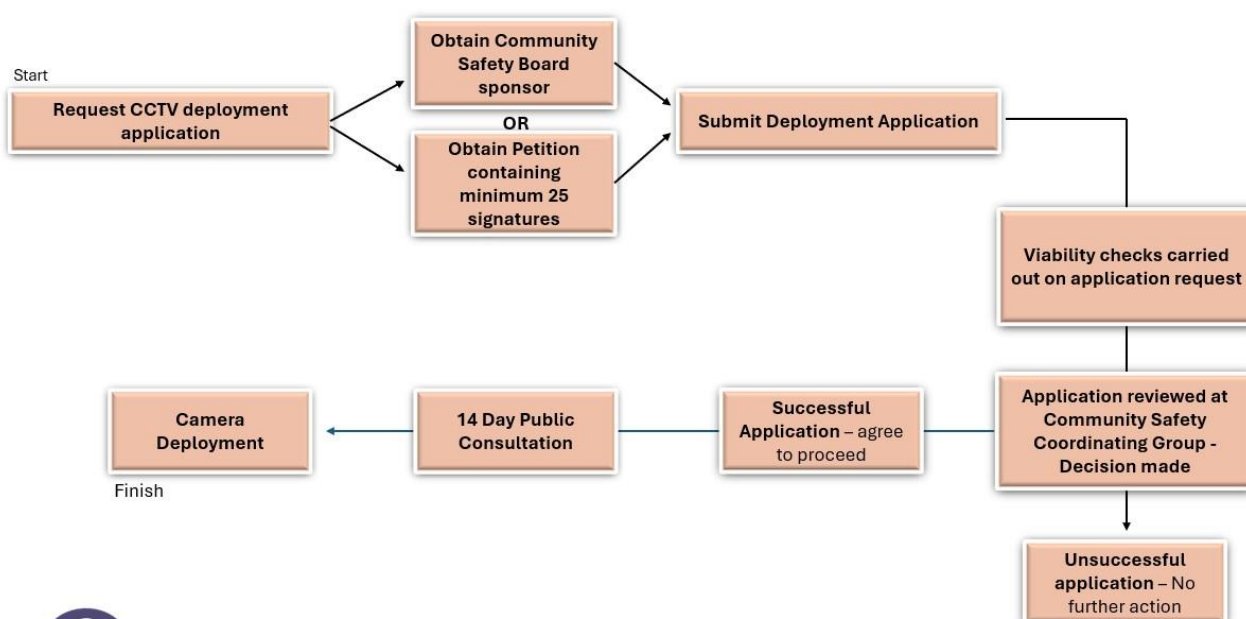 Start
Request CCTV deployment
application
Obtain Community
Safety Board
sponsor
OR
Obtain Petition
containing
minimum 25
signatures
Submit Deployment Application
Viability checks carried
out on application request
Application reviewed at
Community Safety
Coordinating Group -
Decision made
Successful
Application – agree
to proceed
14 Day Public
Consultation
Camera
Deployment
Finish
Unsuccessful
application – No
further action